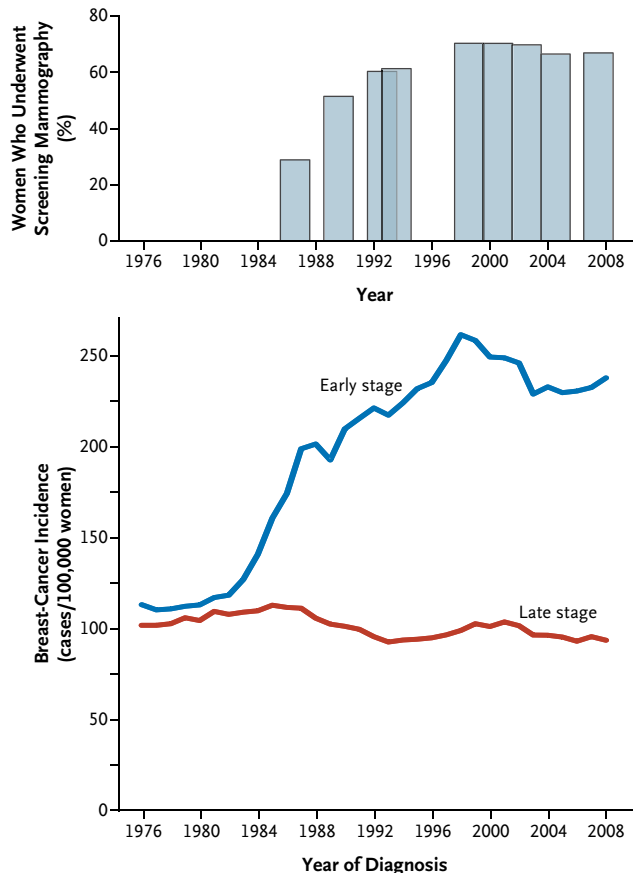 Women Who Underwent
Screening Mammography
(%)
80
60
40
20
0
1976 1980 1984 1988 1992 1996 2000 2004 2008
Year
Breast-Cancer Incidence
(cases/100,000 women)
250
200
150
100
50
0
Early stage
Late stage
1976 1980 1984 1988 1992 1996 2000 2004 2008
Year of Diagnosis